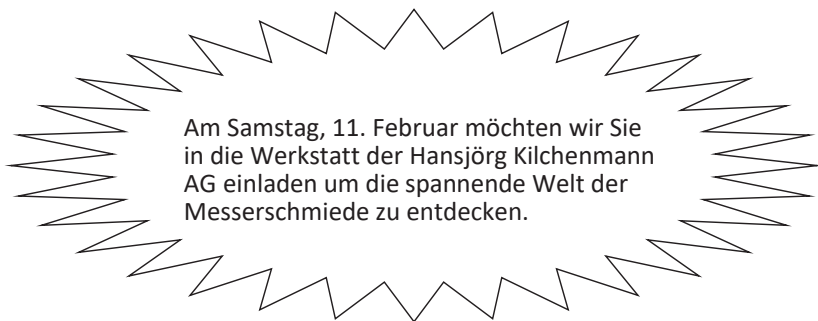 Am Samstag, 11. Februar möchten wir Sie
in die Werkstatt der Hansjörg Kilchenmann
AG einladen um die spannende Welt der
Messerschmiede zu entdecken.